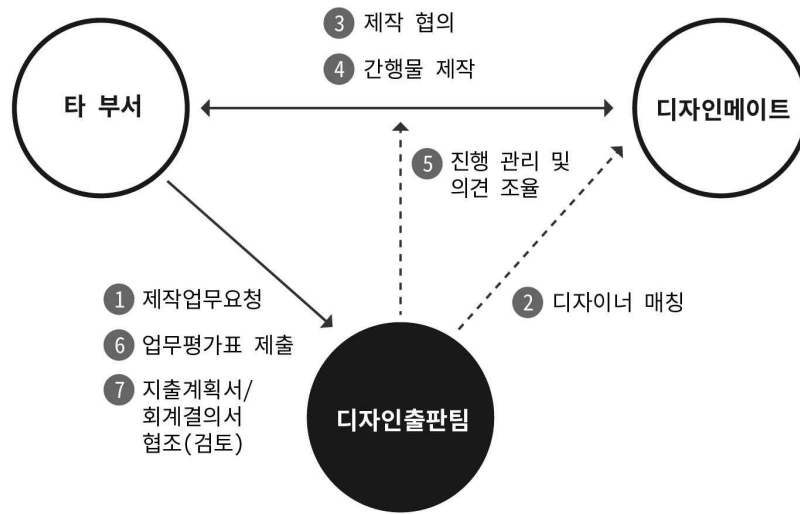 3 제작 협의
4 간행물 제작
타 부서
디자인메이트
5 진행 관리 및
의견 조율
1 제작업무요청
2 디자이너 매칭
6 업무평가표 제출
7 지출계획서/
회계결의서
협조(검토)
디자인출판팀